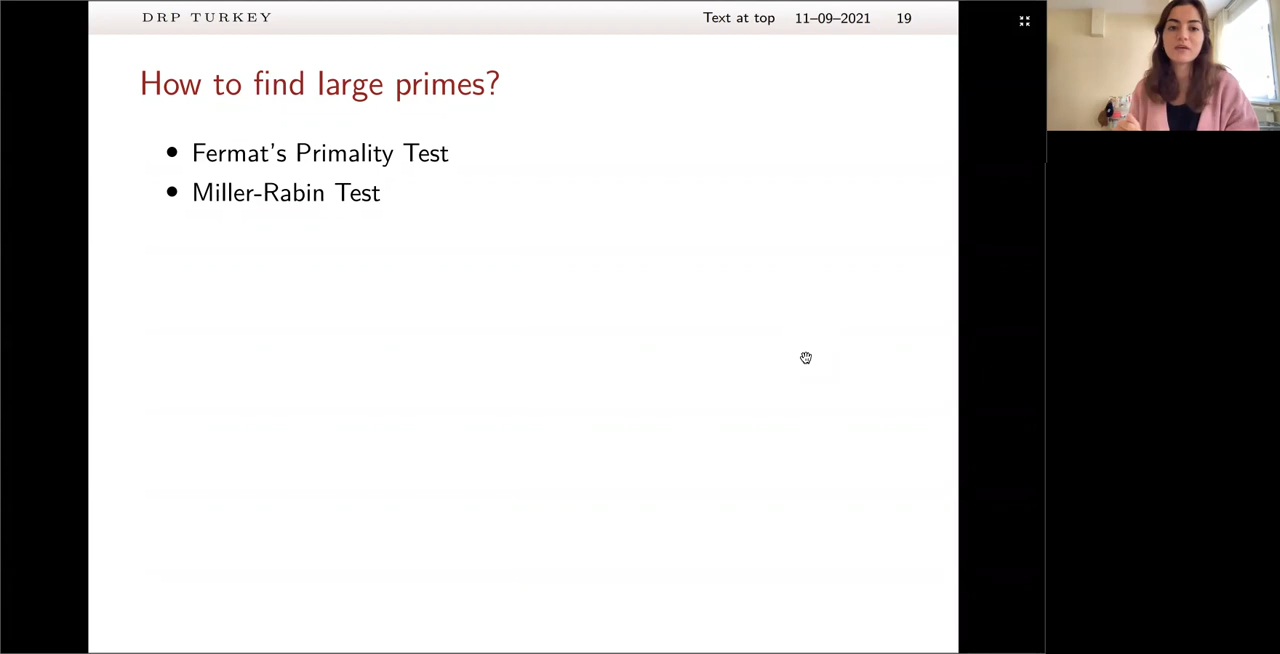 DRP TURKEY Text at top 11–09–2021 19
How to find large primes?
• Fermat's Primality Test
• Miller-Rabin Test